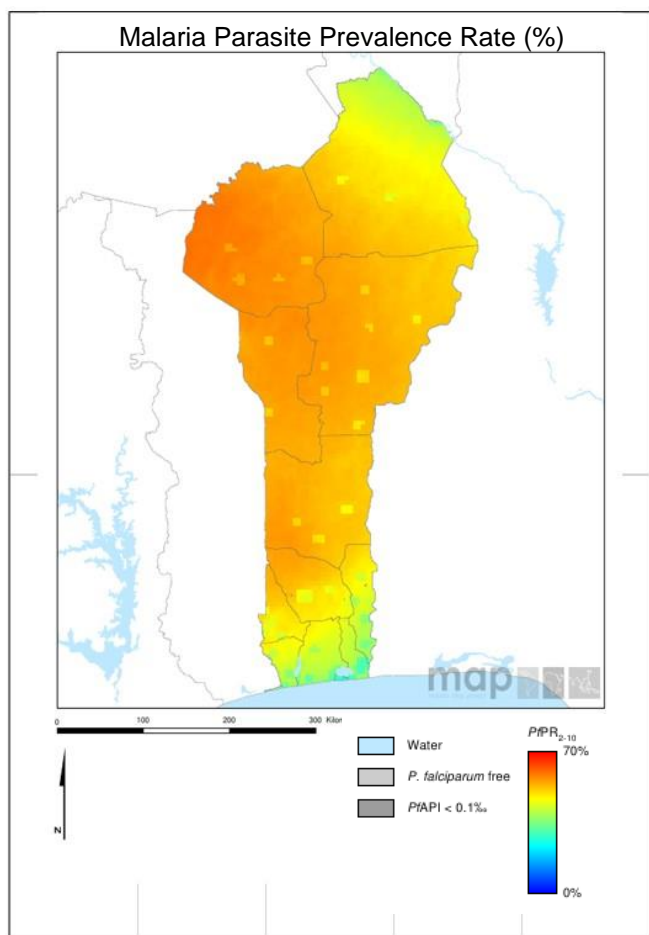 Malaria Parasite Prevalence Rate (%)
map
0 100 200 300 Kilom
Water
P. falciparum free
PfAPI < 0.1‰
N
PfPR2-10
70%
0%